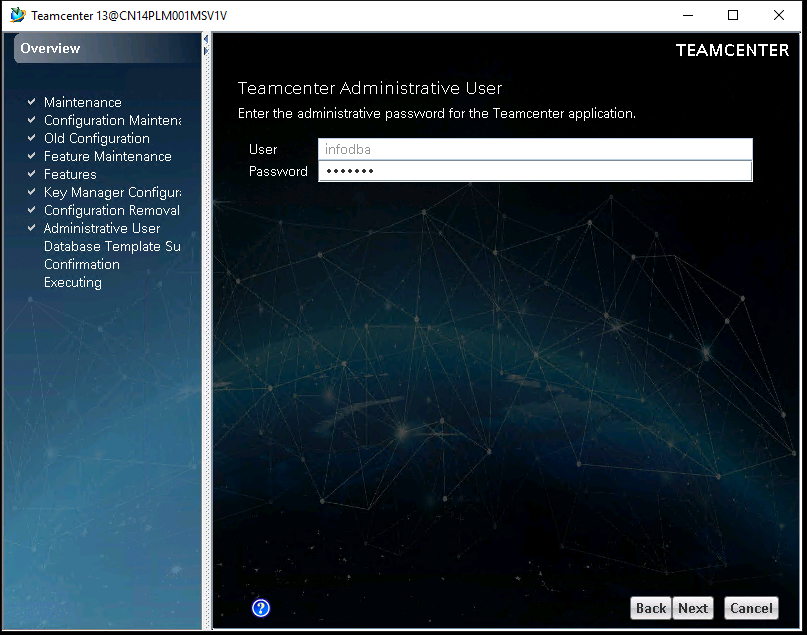 Teamcenter 13@CN14PLM001MSV1V
Overview
Maintenance
Configuration Maintena
Old Configuration
Feature Maintenance
Features
Key Manager Configura
Configuration Removal
Administrative User
Database Template Su
Confirmation
Executing
TEAMCENTER
Teamcenter Administrative User
Enter the administrative password for the Teamcenter application.
User infodba
Password •••••••
? Back Next Cancel